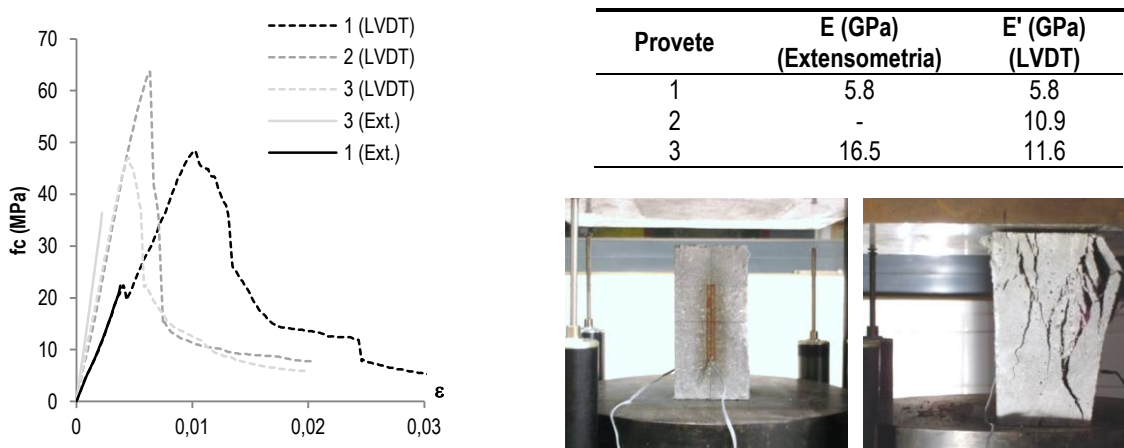 1 (LVDT)
2 (LVDT)
3 (LVDT)
3 (Ext.)
1 (Ext.)
70
60
50
40
30
20
10
0
fc (MPa)
0
0,01
0,02
0,03
ε
Provete E (GPa) (Extensometria) E' (GPa) (LVDT)
1 5.8 5.8
2 - 10.9
3 16.5 11.6